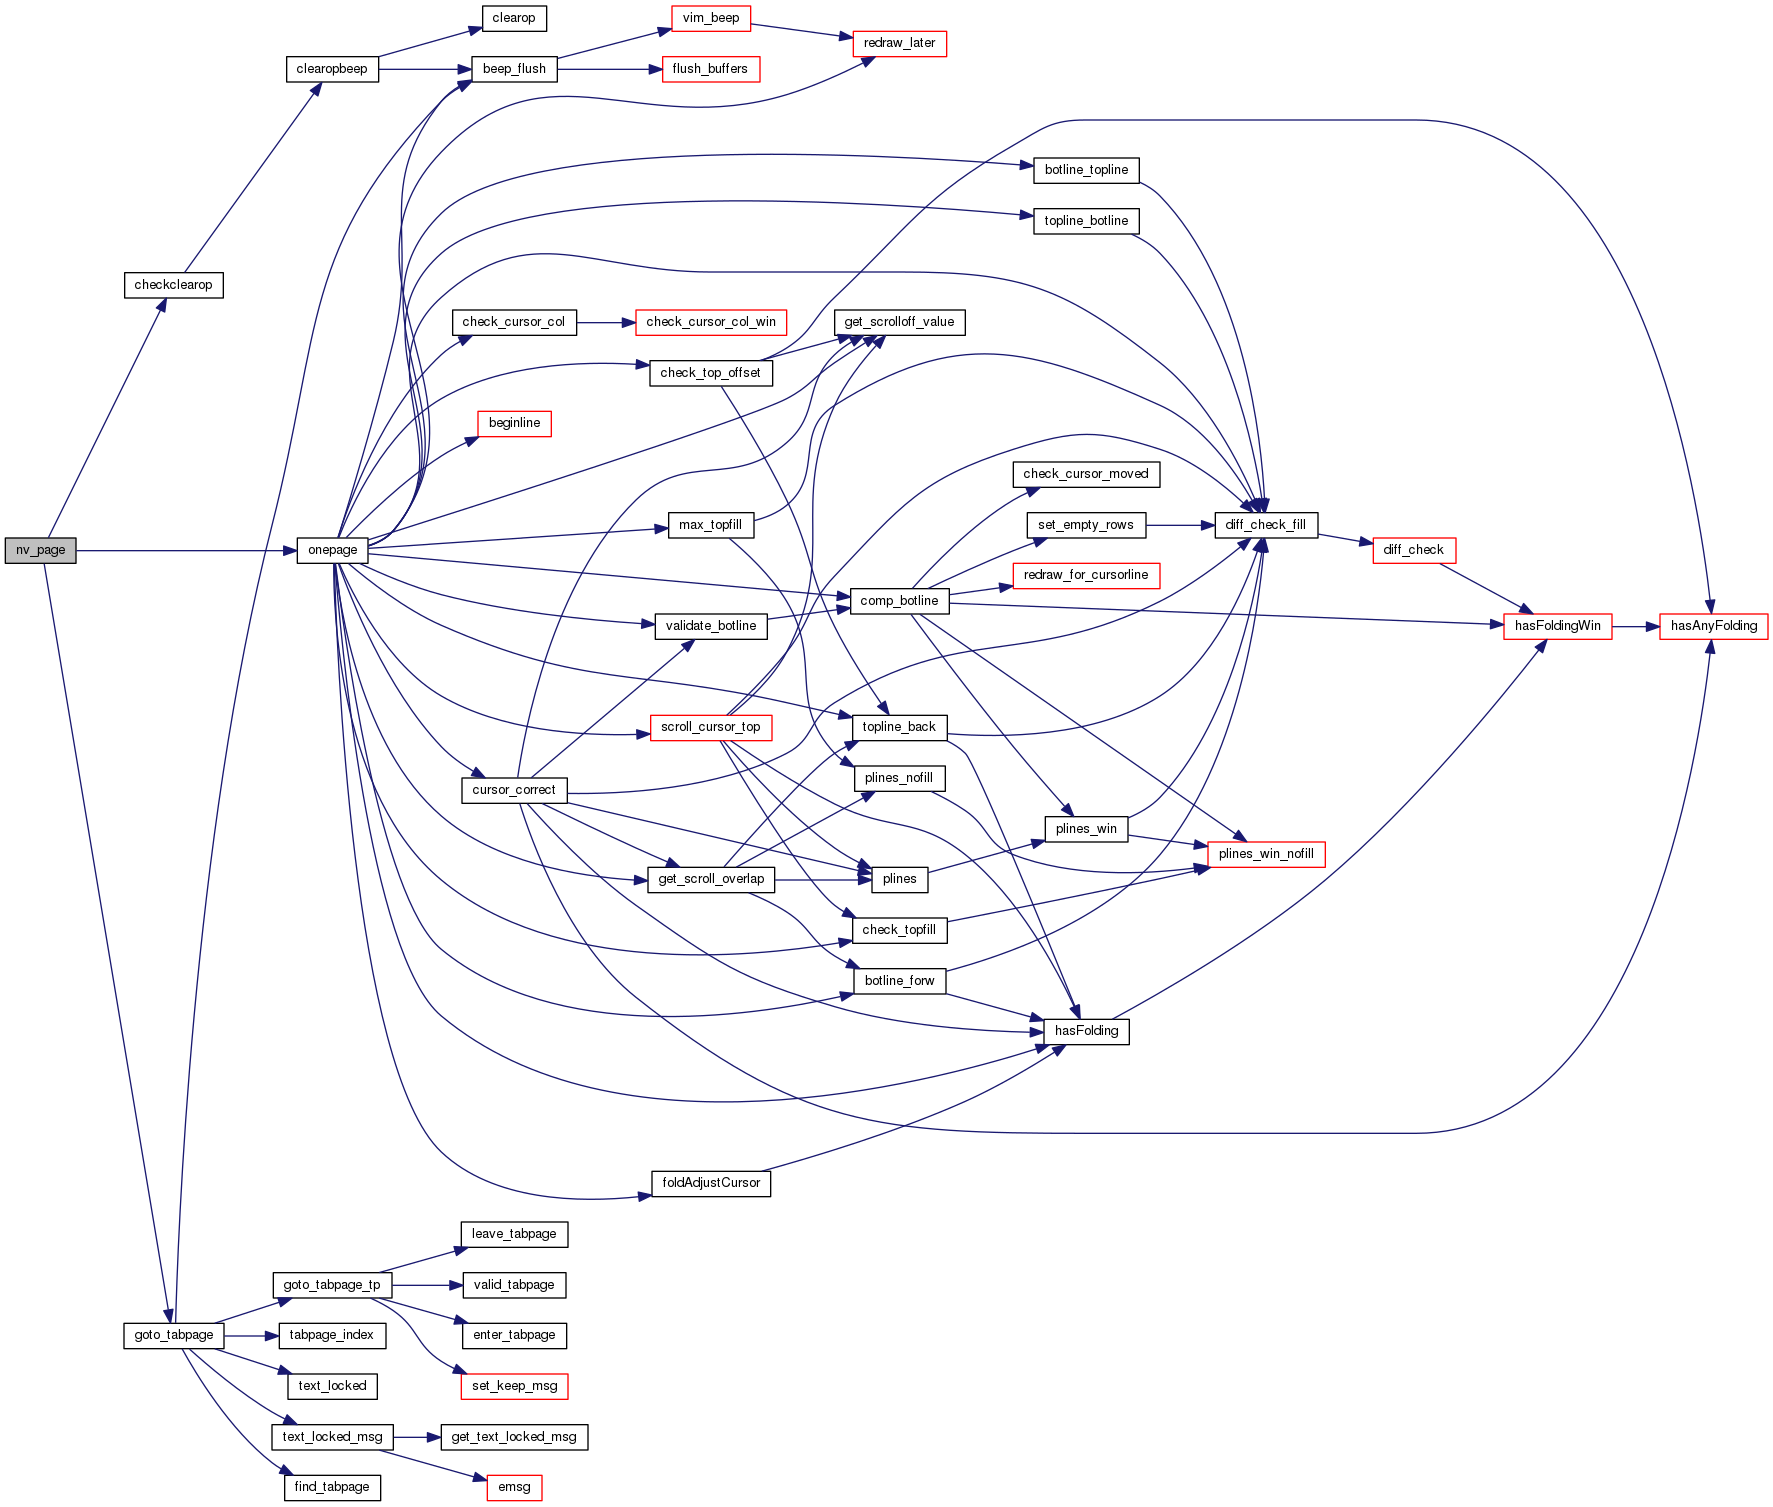 clearop
vim_beep
redraw_later
clearopbeep
beep_flush
flush_buffers
botline_topline
topline_botline
checkclearop
check_cursor_col
check_cursor_col_win
get_scrolloff_value
check_top_offset
beginline
check_cursor_moved
max_topfill
set_empty_rows
diff_check_fill
nv_page
onepage
diff_check
redraw_for_cursorline
comp_botline
validate_botline
hasFoldingWin
hasAnyFolding
scroll_cursor_top
topline_back
cursor_correct
plines_nofill
plines_win
plines_win_nofill
get_scroll_overlap
plines
check_topfill
botline_forw
hasFolding
foldAdjustCursor
leave_tabpage
goto_tabpage_tp
valid_tabpage
goto_tabpage
tabpage_index
enter_tabpage
text_locked
set_keep_msg
text_locked_msg
get_text_locked_msg
find_tabpage
emsg